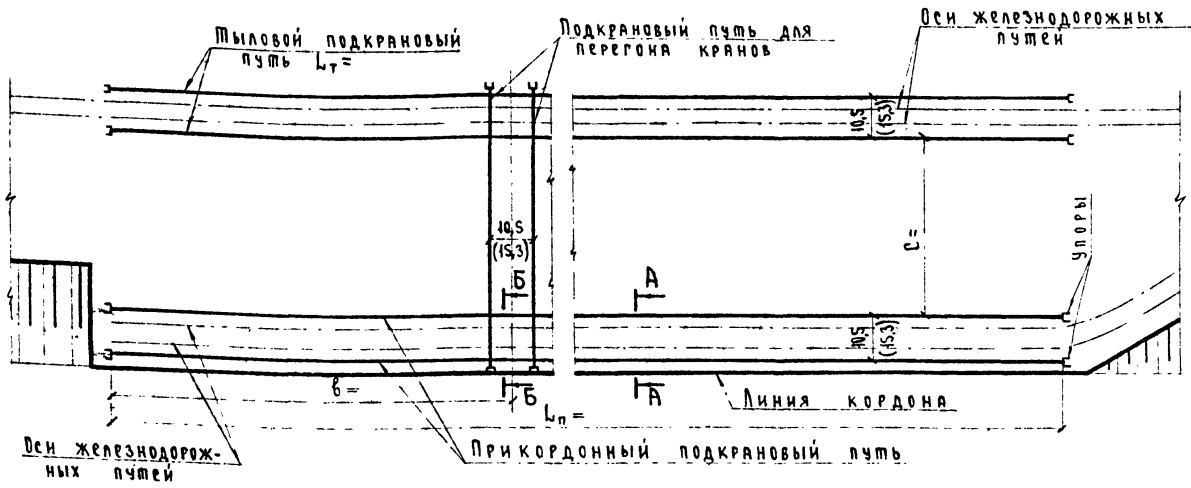 Тыловой подкрановый
путь Lт=
Подкрановый путь для
перегона кранов
Оси железнодорожных
путей
10,5
(15,3)
10,5
(15,3)
C=
Упоры
Б
А
10,5
(15,3)
в=
Б
А
Линия кордона
Lп=
Оси железнодорож-
ных путей
Прикордонный подкрановый путь